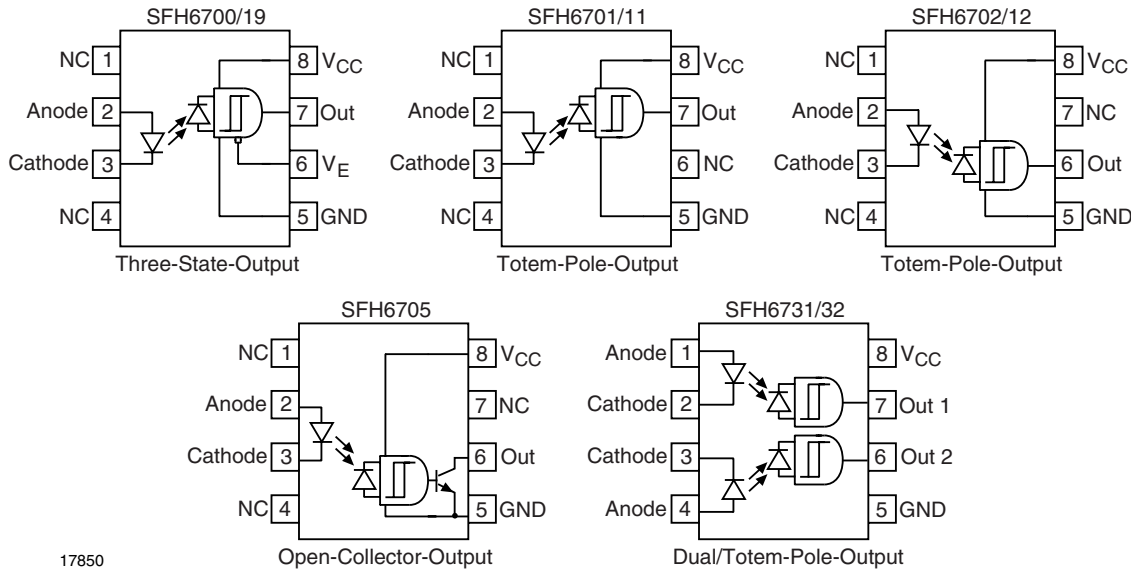 SFH6700/19
NC 1
8 VCC
Anode 2
7 Out
Cathode 3
6 VE
NC 4
5 GND
Three-State-Output
SFH6701/11
NC 1
8 VCC
Anode 2
7 Out
Cathode 3
6 NC
NC 4
5 GND
Totem-Pole-Output
SFH6702/12
NC 1
8 VCC
Anode 2
7 NC
Cathode 3
6 Out
NC 4
5 GND
Totem-Pole-Output
SFH6705
NC 1
8 VCC
Anode 2
7 NC
Cathode 3
6 Out
NC 4
5 GND
Open-Collector-Output
SFH6731/32
Anode 1
8 VCC
Cathode 2
7 Out 1
Cathode 3
6 Out 2
Anode 4
5 GND
Dual/Totem-Pole-Output
17850